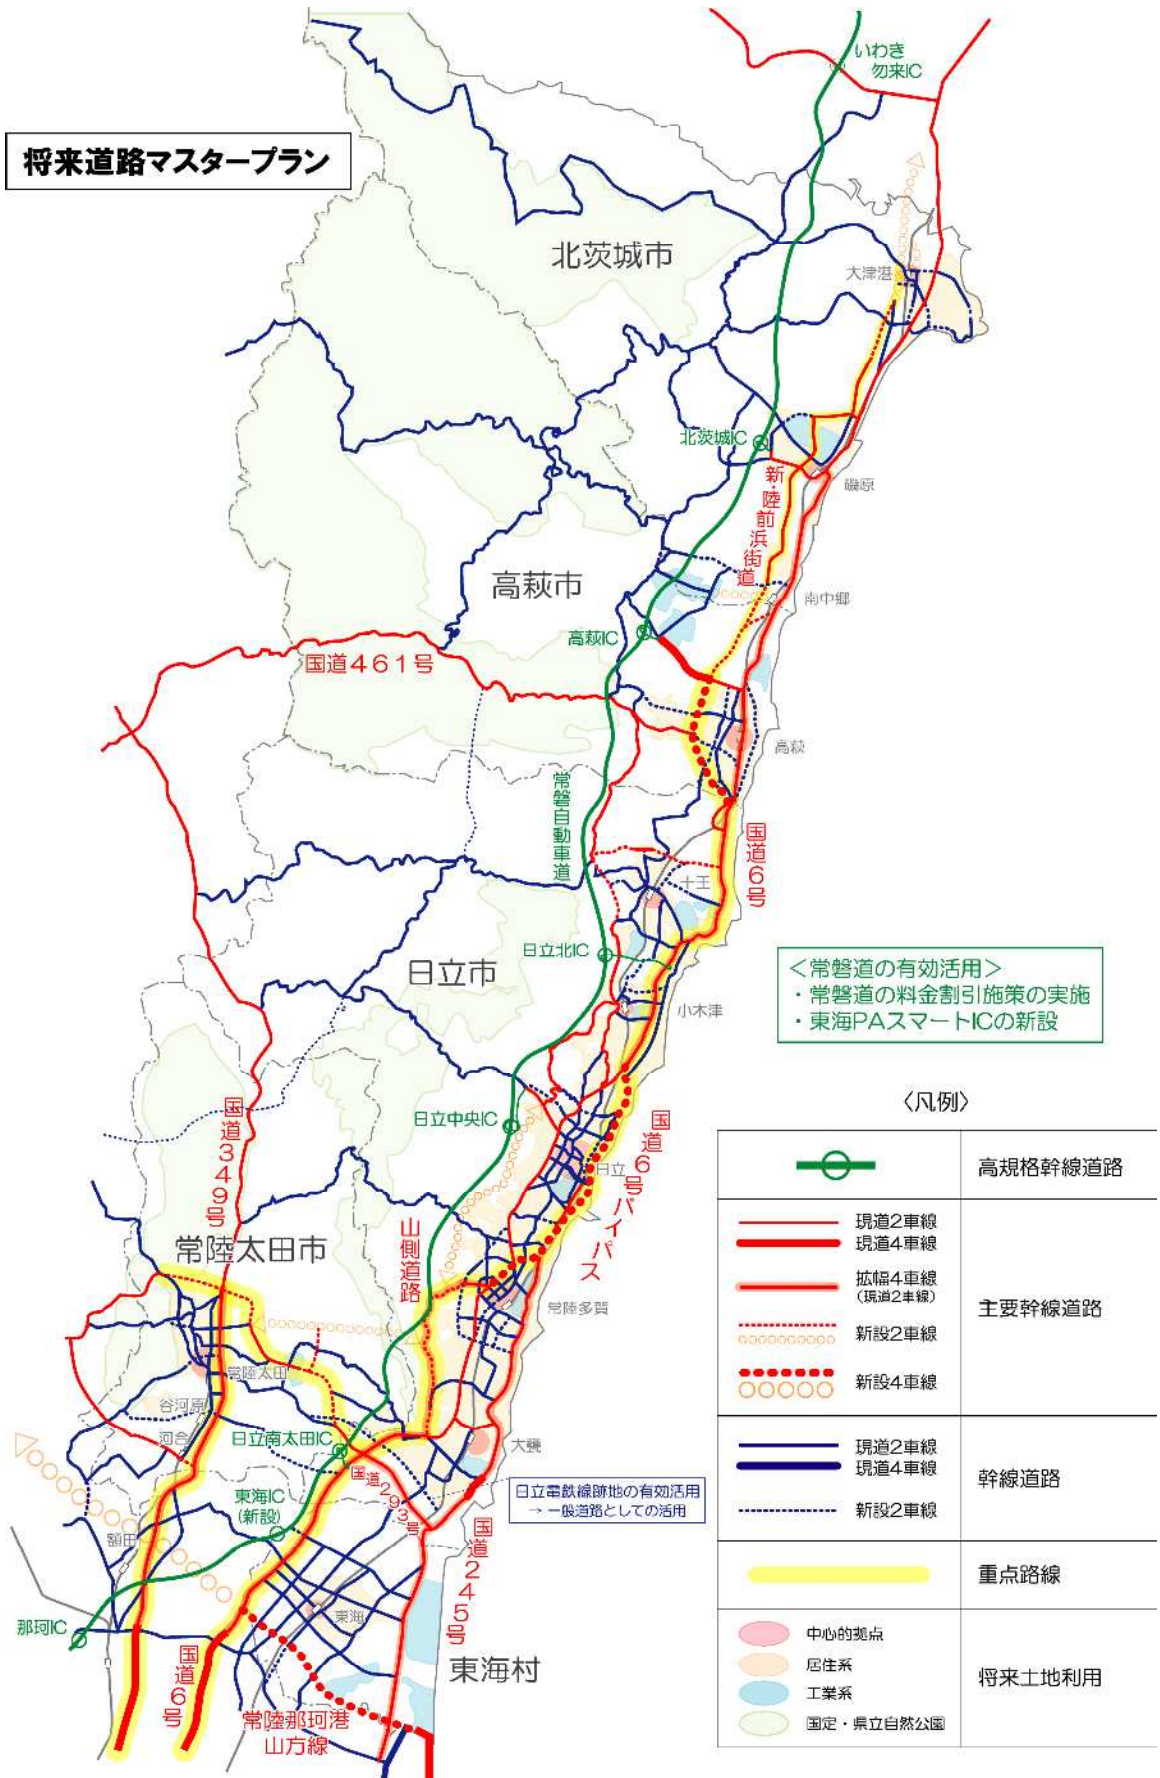 将来道路マスタープラン
いわき
勿来IC
北茨城市
大津港
北茨城IC
磯原
新・陸前浜街道
高萩市
南中郷
高萩IC
国道461号
高萩
常磐自動車道
国道6号
十王
日立北IC
日立市
小木津
<常磐道の有効活用>
・常磐道の料金割引施策の実施
・東海PAスマートICの新設
日立中央IC
国道349号
国道6号バイパス
日立
山側道路
常陸太田市
常陸多賀
常陸太田
谷河原
河合
日立南太田IC
大甕
国道293号
東海IC
(新設)
日立電鉄線跡地の有効活用
→一般道路としての活用
額田
国道245号
東海
那珂IC
国道6号
東海村
常陸那珂港
山方線
〈凡例〉
高規格幹線道路
現道2車線
現道4車線
拡幅4車線
(現道2車線)
新設2車線
新設4車線
主要幹線道路
現道2車線
現道4車線
新設2車線
幹線道路
重点路線
中心的拠点
居住系
工業系
国定・県立自然公園
将来土地利用